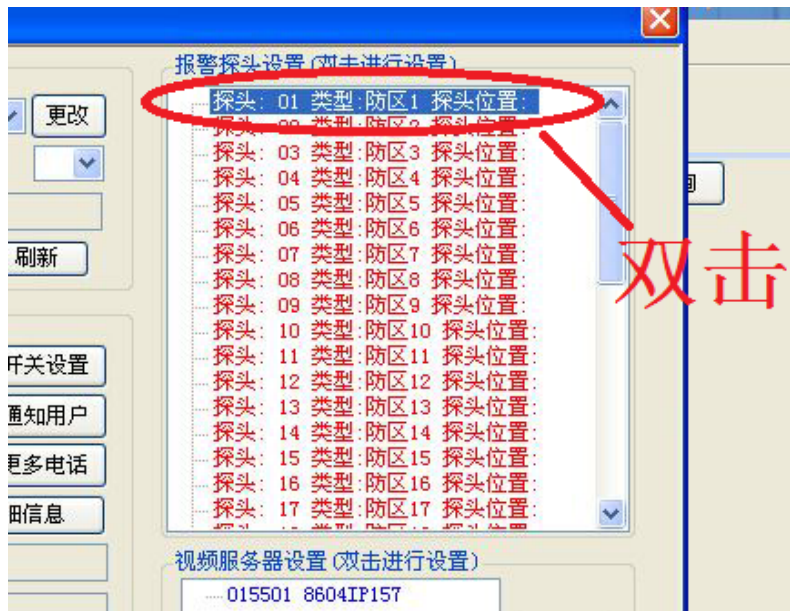 报警探头设置(双击进行设置)
探头: 01 类型:防区1 探头位置:
探头: 02 类型:防区2 探头位置:
探头: 03 类型:防区3 探头位置:
探头: 04 类型:防区4 探头位置:
探头: 05 类型:防区5 探头位置:
探头: 06 类型:防区6 探头位置:
探头: 07 类型:防区7 探头位置:
探头: 08 类型:防区8 探头位置:
探头: 09 类型:防区9 探头位置:
探头: 10 类型:防区10 探头位置:
探头: 11 类型:防区11 探头位置:
探头: 12 类型:防区12 探头位置:
探头: 13 类型:防区13 探头位置:
探头: 14 类型:防区14 探头位置:
探头: 15 类型:防区15 探头位置:
探头: 16 类型:防区16 探头位置:
探头: 17 类型:防区17 探头位置:
更改
刷新
开关设置
通知用户
更多电话
细信息
双击
视频服务器设置(双击进行设置)
015501 8604IP157